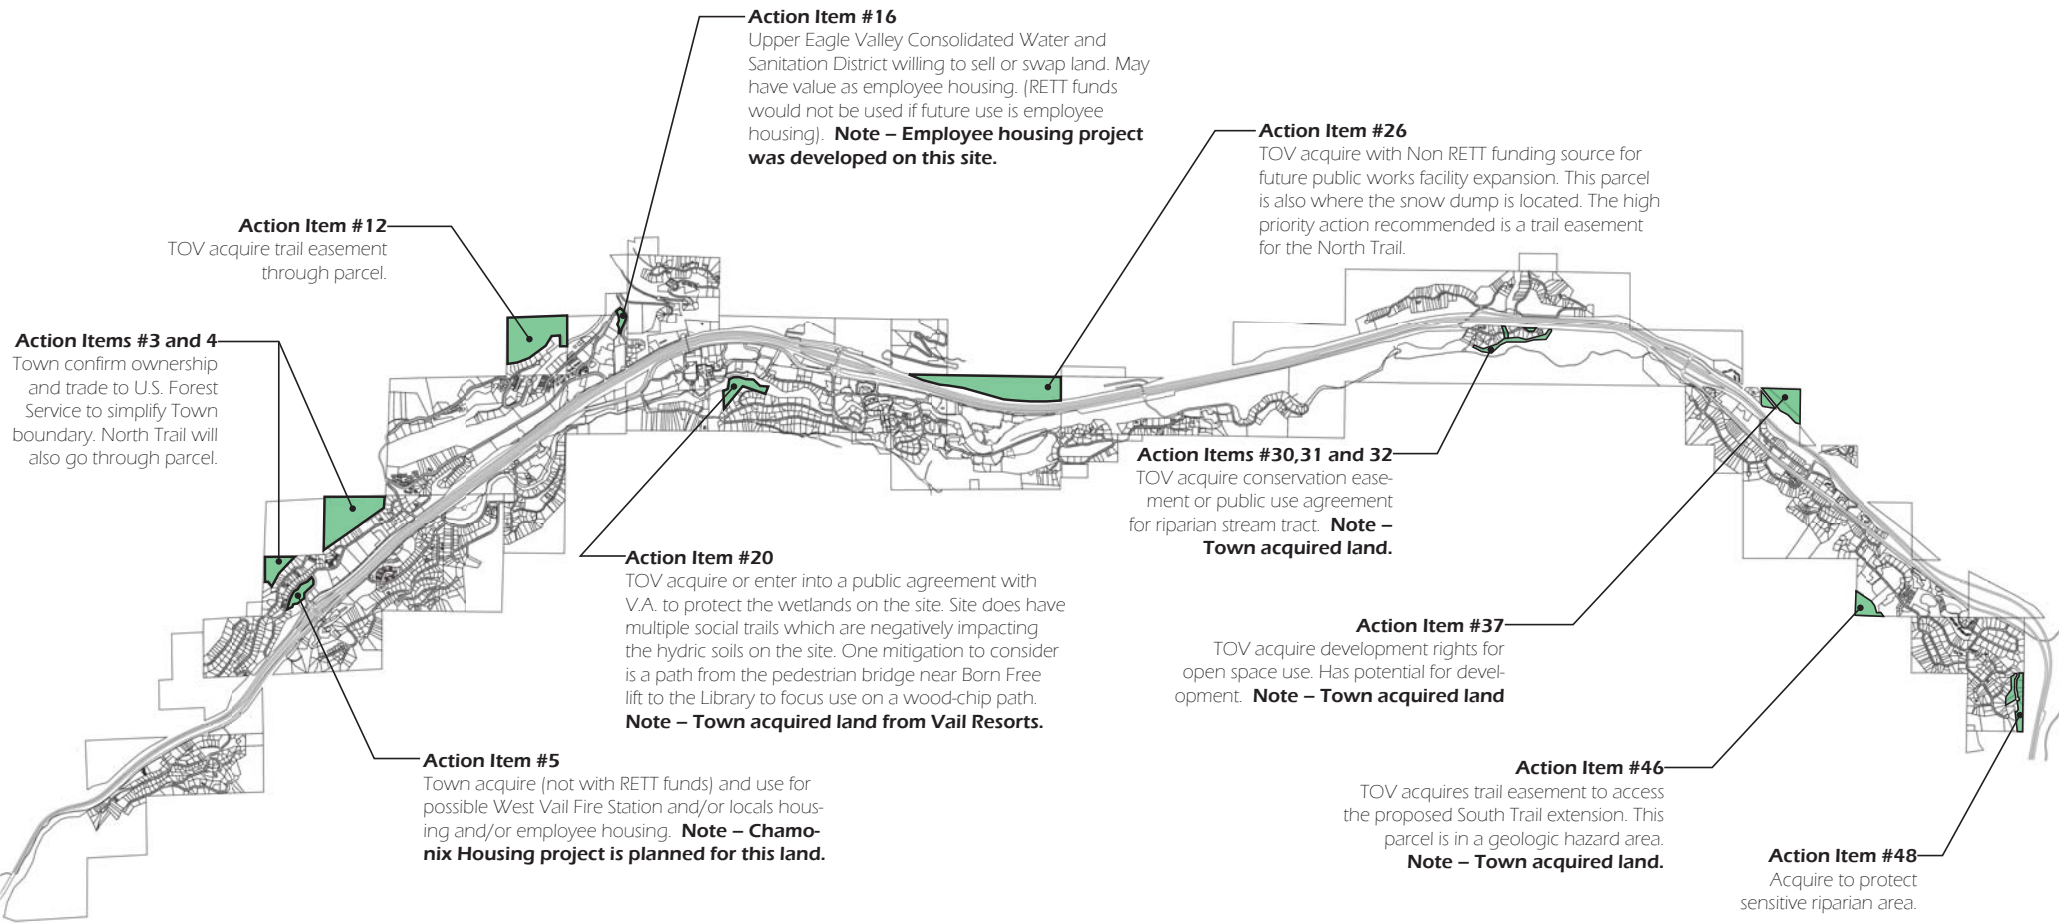 Action Item #16
Upper Eagle Valley Consolidated Water and
Sanitation District willing to sell or swap land. May
have value as employee housing. (RETT funds
would not be used if future use is employee
housing). Note – Employee housing project
was developed on this site.
Action Item #26
TOV acquire with Non RETT funding source for
future public works facility expansion. This parcel
is also where the snow dump is located. The high
priority action recommended is a trail easement
for the North Trail.
Action Item #12
TOV acquire trail easement
through parcel.
Action Items #3 and 4
Town confirm ownership
and trade to U.S. Forest
Service to simplify Town
boundary. North Trail will
also go through parcel.
Action Items #30,31 and 32
TOV acquire conservation ease-
ment or public use agreement
for riparian stream tract. Note –
Town acquired land.
Action Item #20
TOV acquire or enter into a public agreement with
V.A. to protect the wetlands on the site. Site does have
multiple social trails which are negatively impacting
the hydric soils on the site. One mitigation to consider
is a path from the pedestrian bridge near Born Free
lift to the Library to focus use on a wood-chip path.
Note – Town acquired land from Vail Resorts.
Action Item #37
TOV acquire development rights for
open space use. Has potential for devel-
opment. Note – Town acquired land
Action Item #5
Town acquire (not with RETT funds) and use for
possible West Vail Fire Station and/or locals hous-
ing and/or employee housing. Note – Chamo-
nix Housing project is planned for this land.
Action Item #46
TOV acquires trail easement to access
the proposed South Trail extension. This
parcel is in a geologic hazard area.
Note – Town acquired land.
Action Item #48
Acquire to protect
sensitive riparian area.